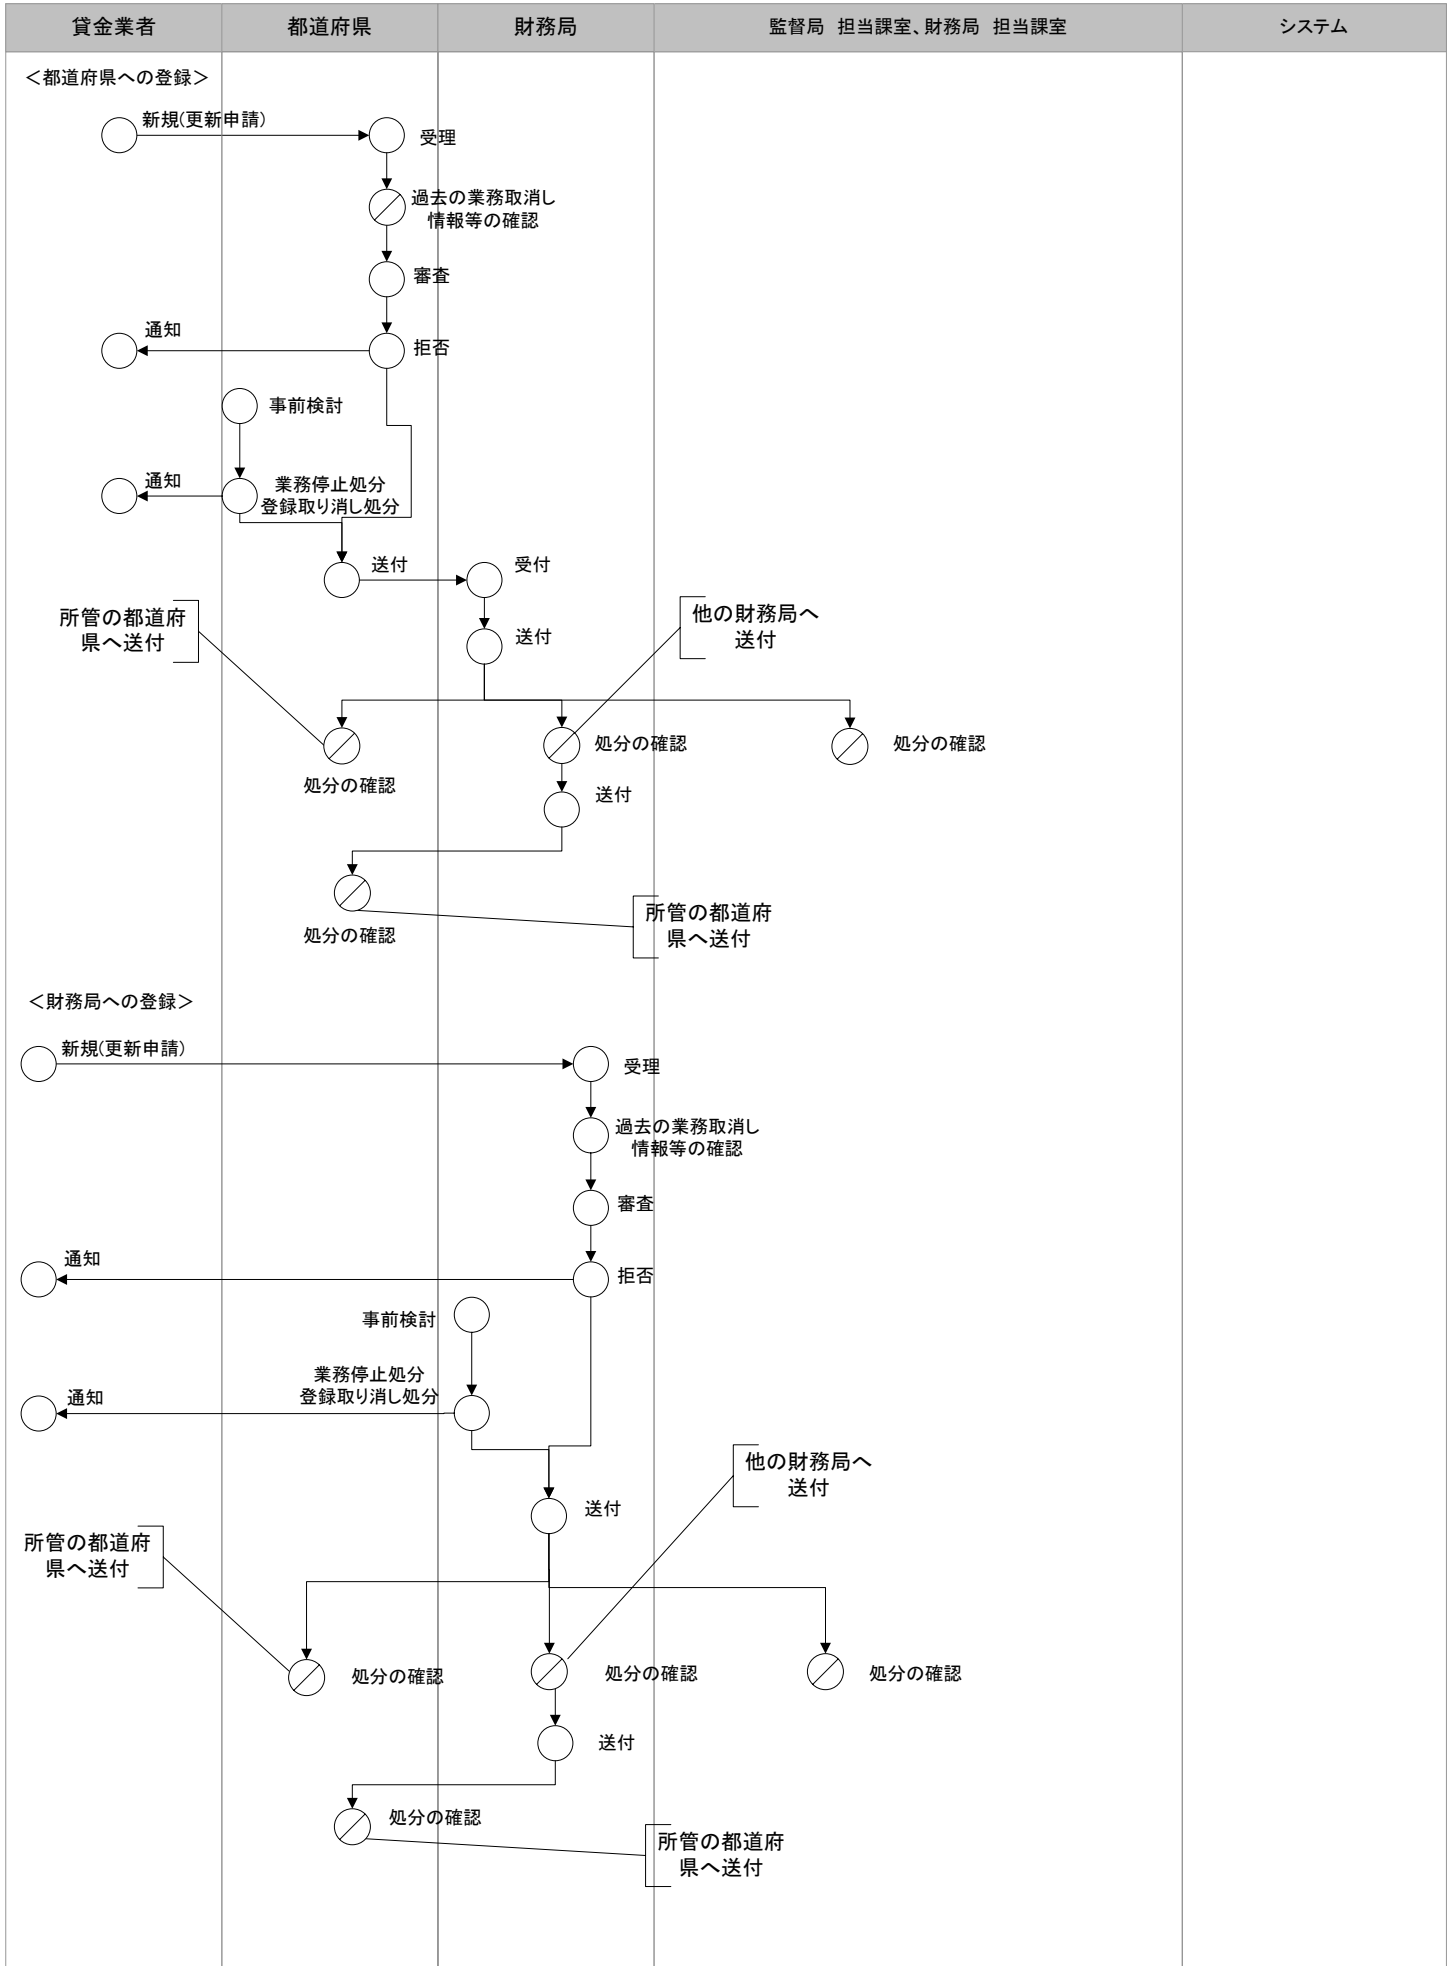 貸金業者
都道府県
財務局
監督局 担当課室、財務局 担当課室
システム
＜都道府県への登録＞
新規(更新申請)
受理
過去の業務取消し
情報等の確認
審査
通知
拒否
事前検討
通知
業務停止処分
登録取り消し処分
送付
受付
所管の都道府
県へ送付
送付
他の財務局へ
送付
処分の確認
処分の確認
処分の確認
送付
処分の確認
所管の都道府
県へ送付
＜財務局への登録＞
新規(更新申請)
受理
過去の業務取消し
情報等の確認
審査
通知
拒否
事前検討
業務停止処分
登録取り消し処分
通知
他の財務局へ
送付
送付
所管の都道府
県へ送付
処分の確認
処分の確認
処分の確認
送付
処分の確認
所管の都道府
県へ送付